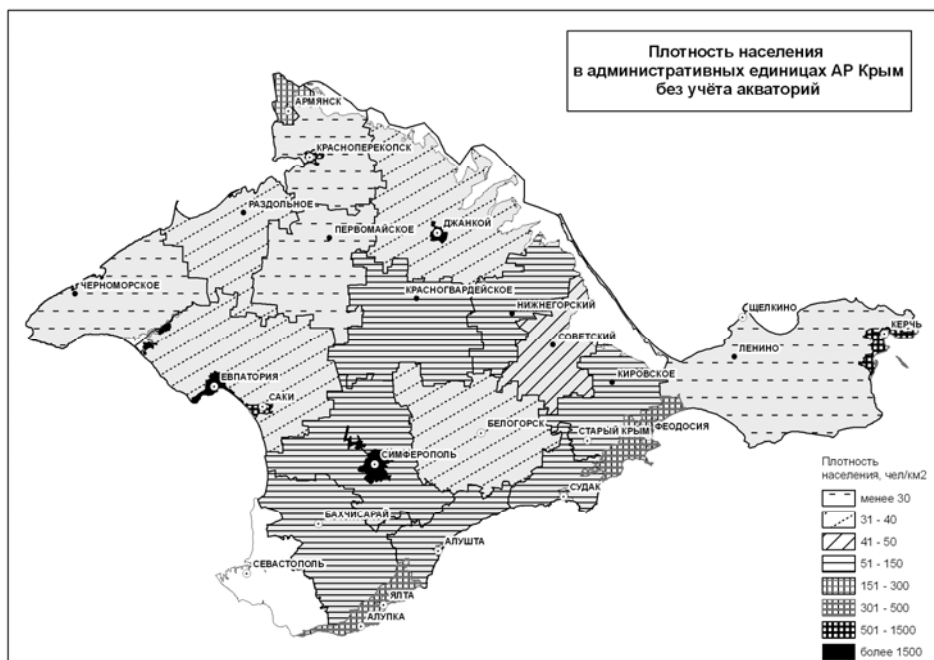 Плотность населения
в административных единицах АР Крым
без учёта акваторий
АРМЯНСК
КРАСНОПЕРЕКОПСК
РАЗДОЛЬНОЕ
ПЕРВОМАЙСКОЕ
ДЖАНКОЙ
ЧЕРНОМОРСКОЕ
КРАСНОГВАРДЕЙСКОЕ
НИЖНЕГОРСКИЙ
ЩЕЛКИНО
КЕРЧЬ
СОВЕТСКИЙ
ЛЕНИНО
ЕВПАТОРИЯ
КИРОВСКОЕ
САКИ
БЕЛОГОРСК
ФЕОДОСИЯ
СТАРЫЙ КРЫМ
СИМФЕРОПОЛЬ
СУДАК
БАХЧИСАРАЙ
АЛУШТА
СЕВАСТОПОЛЬ
ЯЛТА
АЛУПКА
Плотность
населения, чел/км2
менее 30
31 - 40
41 - 50
51 - 150
151 - 300
301 - 500
501 - 1500
более 1500